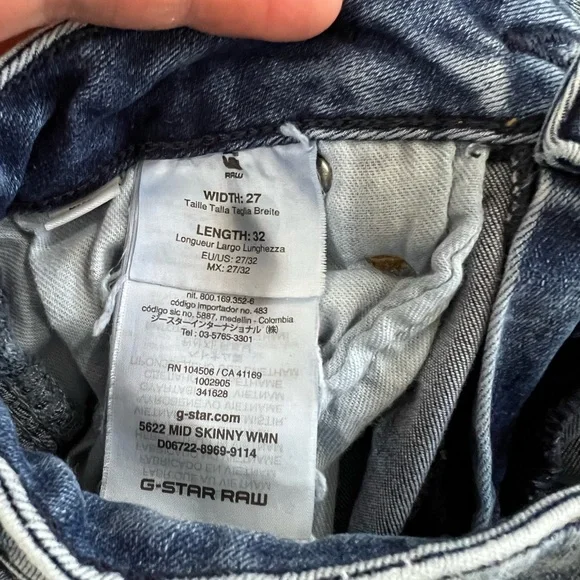 RAW
WIDTH: 27
Taille Talla Taglia Breite
LENGTH: 32
Longueur Largo Lunghezza
EU/US: 27/32
MX: 27/32
nit. 800.169.352-6
código importador no. 483
código sic no. 5887, medellin - Colombia
ジースターインターナショナル (株)
Tel : 03-5765-3301
RN 104506 / CA 41169
1002905
341628
g-star.com
5622 MID SKINNY WMN
D06722-8969-9114
G-STAR RAW